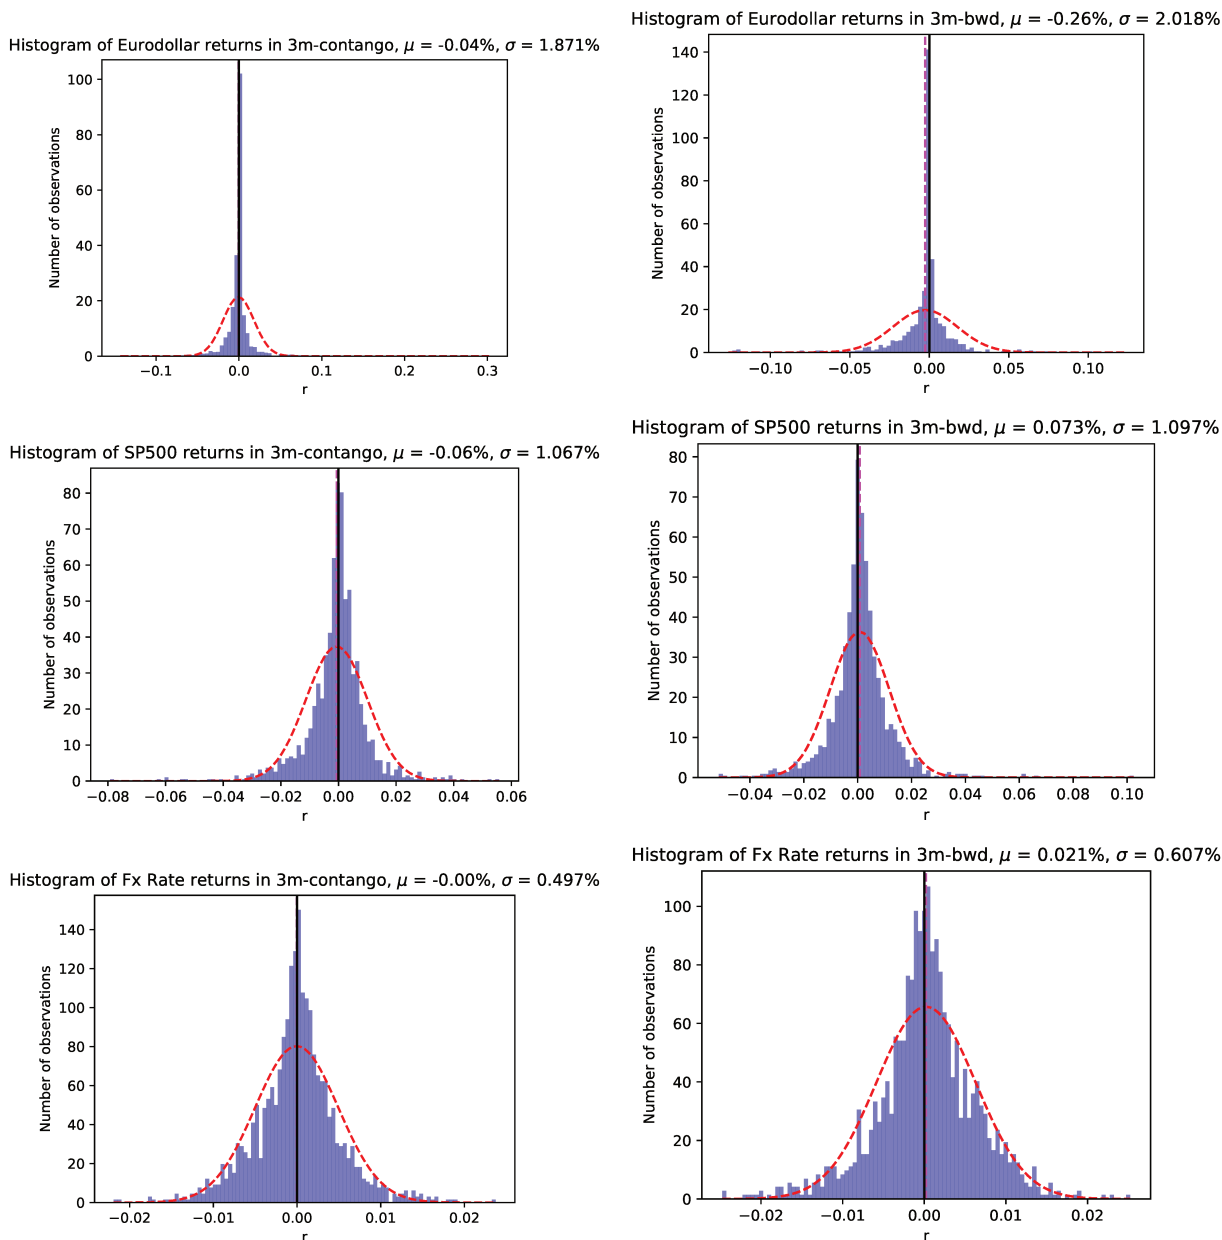 Histogram of Eurodollar returns in 3m-contango, μ = -0.04%, σ = 1.871%
100
80
60
40
20
0
Number of observations
−0.1 0.0 0.1 0.2 0.3
r
Histogram of Eurodollar returns in 3m-bwd, μ = -0.26%, σ = 2.018%
140
120
100
80
60
40
20
0
Number of observations
−0.10 −0.05 0.00 0.05 0.10
r
Histogram of SP500 returns in 3m-contango, μ = -0.06%, σ = 1.067%
80
70
60
50
40
30
20
10
0
Number of observations
−0.08 −0.06 −0.04 −0.02 0.00 0.02 0.04 0.06
r
Histogram of SP500 returns in 3m-bwd, μ = 0.073%, σ = 1.097%
80
70
60
50
40
30
20
10
0
Number of observations
−0.04 −0.02 0.00 0.02 0.04 0.06 0.08 0.10
r
Histogram of Fx Rate returns in 3m-contango, μ = -0.00%, σ = 0.497%
140
120
100
80
60
40
20
0
Number of observations
−0.02 −0.01 0.00 0.01 0.02
r
Histogram of Fx Rate returns in 3m-bwd, μ = 0.021%, σ = 0.607%
100
80
60
40
20
0
Number of observations
−0.02 −0.01 0.00 0.01 0.02
r